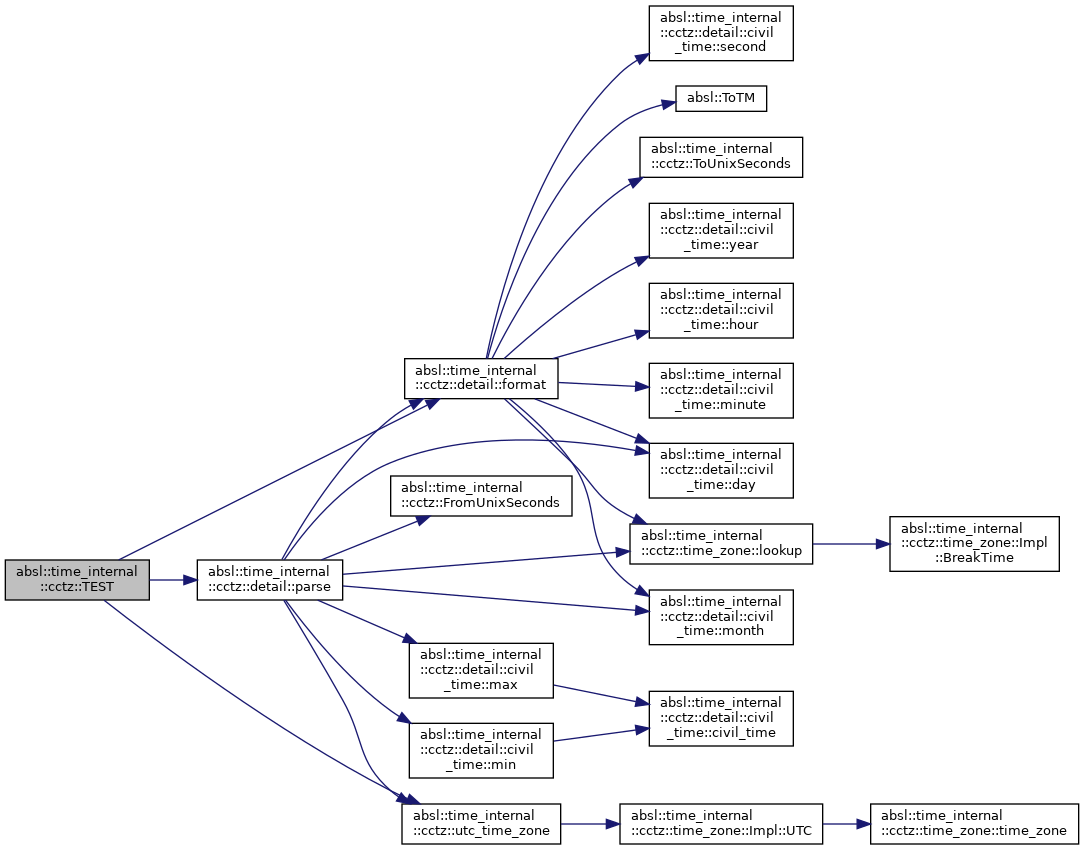 absl::time_internal
::cctz::detail::civil
_time::second
absl::ToTM
absl::time_internal
::cctz::ToUnixSeconds
absl::time_internal
::cctz::detail::civil
_time::year
absl::time_internal
::cctz::detail::civil
_time::hour
absl::time_internal
::cctz::detail::format
absl::time_internal
::cctz::detail::civil
_time::minute
absl::time_internal
::cctz::detail::civil
_time::day
absl::time_internal
::cctz::FromUnixSeconds
absl::time_internal
::cctz::time_zone::lookup
absl::time_internal
::cctz::time_zone::Impl
::BreakTime
absl::time_internal
::cctz::TEST
absl::time_internal
::cctz::detail::parse
absl::time_internal
::cctz::detail::civil
_time::month
absl::time_internal
::cctz::detail::civil
_time::max
absl::time_internal
::cctz::detail::civil
_time::civil_time
absl::time_internal
::cctz::detail::civil
_time::min
absl::time_internal
::cctz::utc_time_zone
absl::time_internal
::cctz::time_zone::Impl::UTC
absl::time_internal
::cctz::time_zone::time_zone